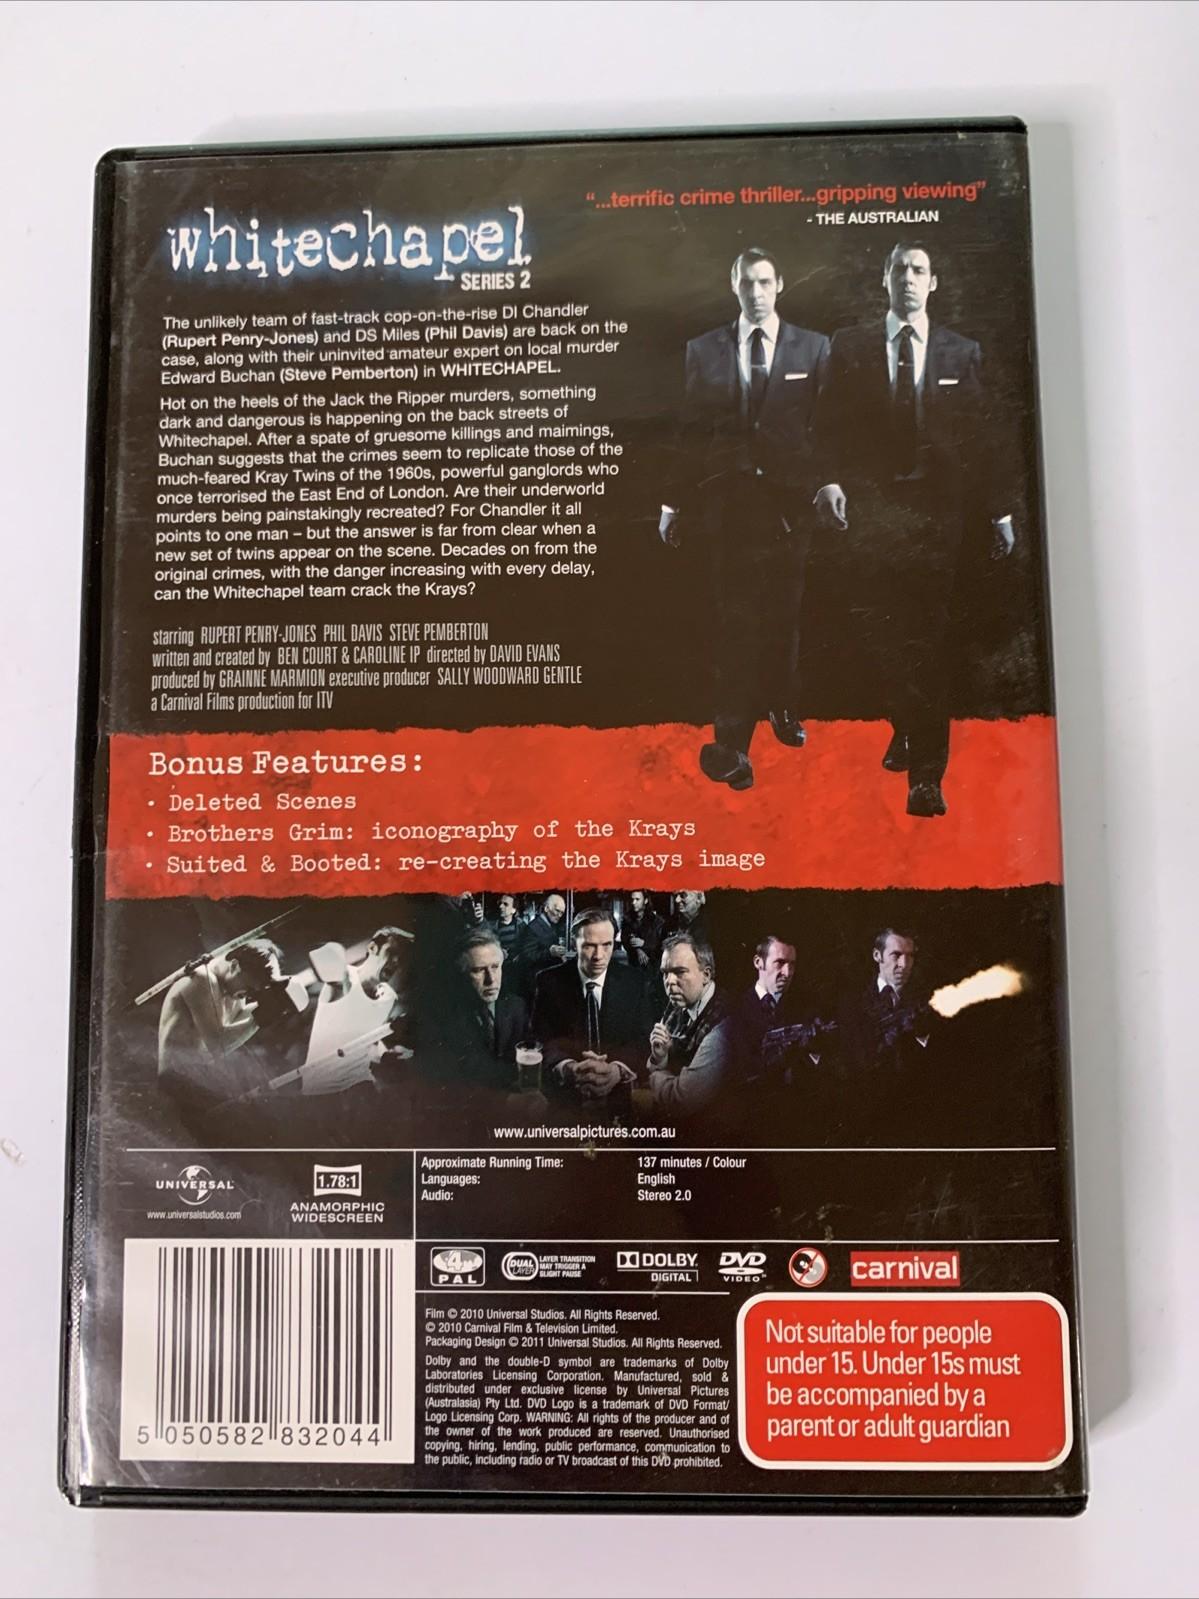 "...terrific crime thriller...gripping viewing"
- THE AUSTRALIAN
whitechapel
SERIES 2
The unlikely team of fast-track cop-on-the-rise DI Chandler
(Rupert Penry-Jones) and DS Miles (Phil Davis) are back on the
case, along with their uninvited amateur expert on local murder
Edward Buchan (Steve Pemberton) in WHITECHAPEL.
Hot on the heels of the Jack the Ripper murders, something
dark and dangerous is happening on the back streets of
Whitechapel. After a spate of gruesome killings and maimings,
Buchan suggests that the crimes seem to replicate those of the
much-feared Kray Twins of the 1960s, powerful ganglords who
once terrorised the East End of London. Are their underworld
murders being painstakingly recreated? For Chandler it all
points to one man – but the answer is far from clear when a
new set of twins appear on the scene. Decades on from the
original crimes, with the danger increasing with every delay,
can the Whitechapel team crack the Krays?
starring RUPERT PENRY-JONES PHIL DAVIS STEVE PEMBERTON
written and created by BEN COURT & CAROLINE IP directed by DAVID EVANS
produced by GRAINNE MARMION executive producer SALLY WOODWARD GENTLE
a Carnival Films production for ITV
Bonus Features:
• Deleted Scenes
• Brothers Grim: iconography of the Krays
• Suited & Booted: re-creating the Krays image
www.universalpictures.com.au
UNIVERSAL
www.universalstudios.com
1.78:1
ANAMORPHIC
WIDESCREEN
Approximate Running Time: 137 minutes / Colour
Languages: English
Audio: Stereo 2.0
4
PAL
DUAL
LAYER
LAYER TRANSITION
MAY TRIGGER A
SLIGHT PAUSE
DOLBY
DIGITAL
DVD
VIDEO™
carnival
5 050582 832044
Film © 2010 Universal Studios. All Rights Reserved.
© 2010 Carnival Film & Television Limited.
Packaging Design © 2011 Universal Studios. All Rights Reserved.
Dolby and the double-D symbol are trademarks of Dolby
Laboratories Licensing Corporation. Manufactured, sold &
distributed under exclusive license by Universal Pictures
(Australasia) Pty Ltd. DVD Logo is a trademark of DVD Format/
Logo Licensing Corp. WARNING: All rights of the producer and of
the owner of the work produced are reserved. Unauthorised
copying, hiring, lending, public performance, communication to
the public, including radio or TV broadcast of this DVD prohibited.
Not suitable for people
under 15. Under 15s must
be accompanied by a
parent or adult guardian